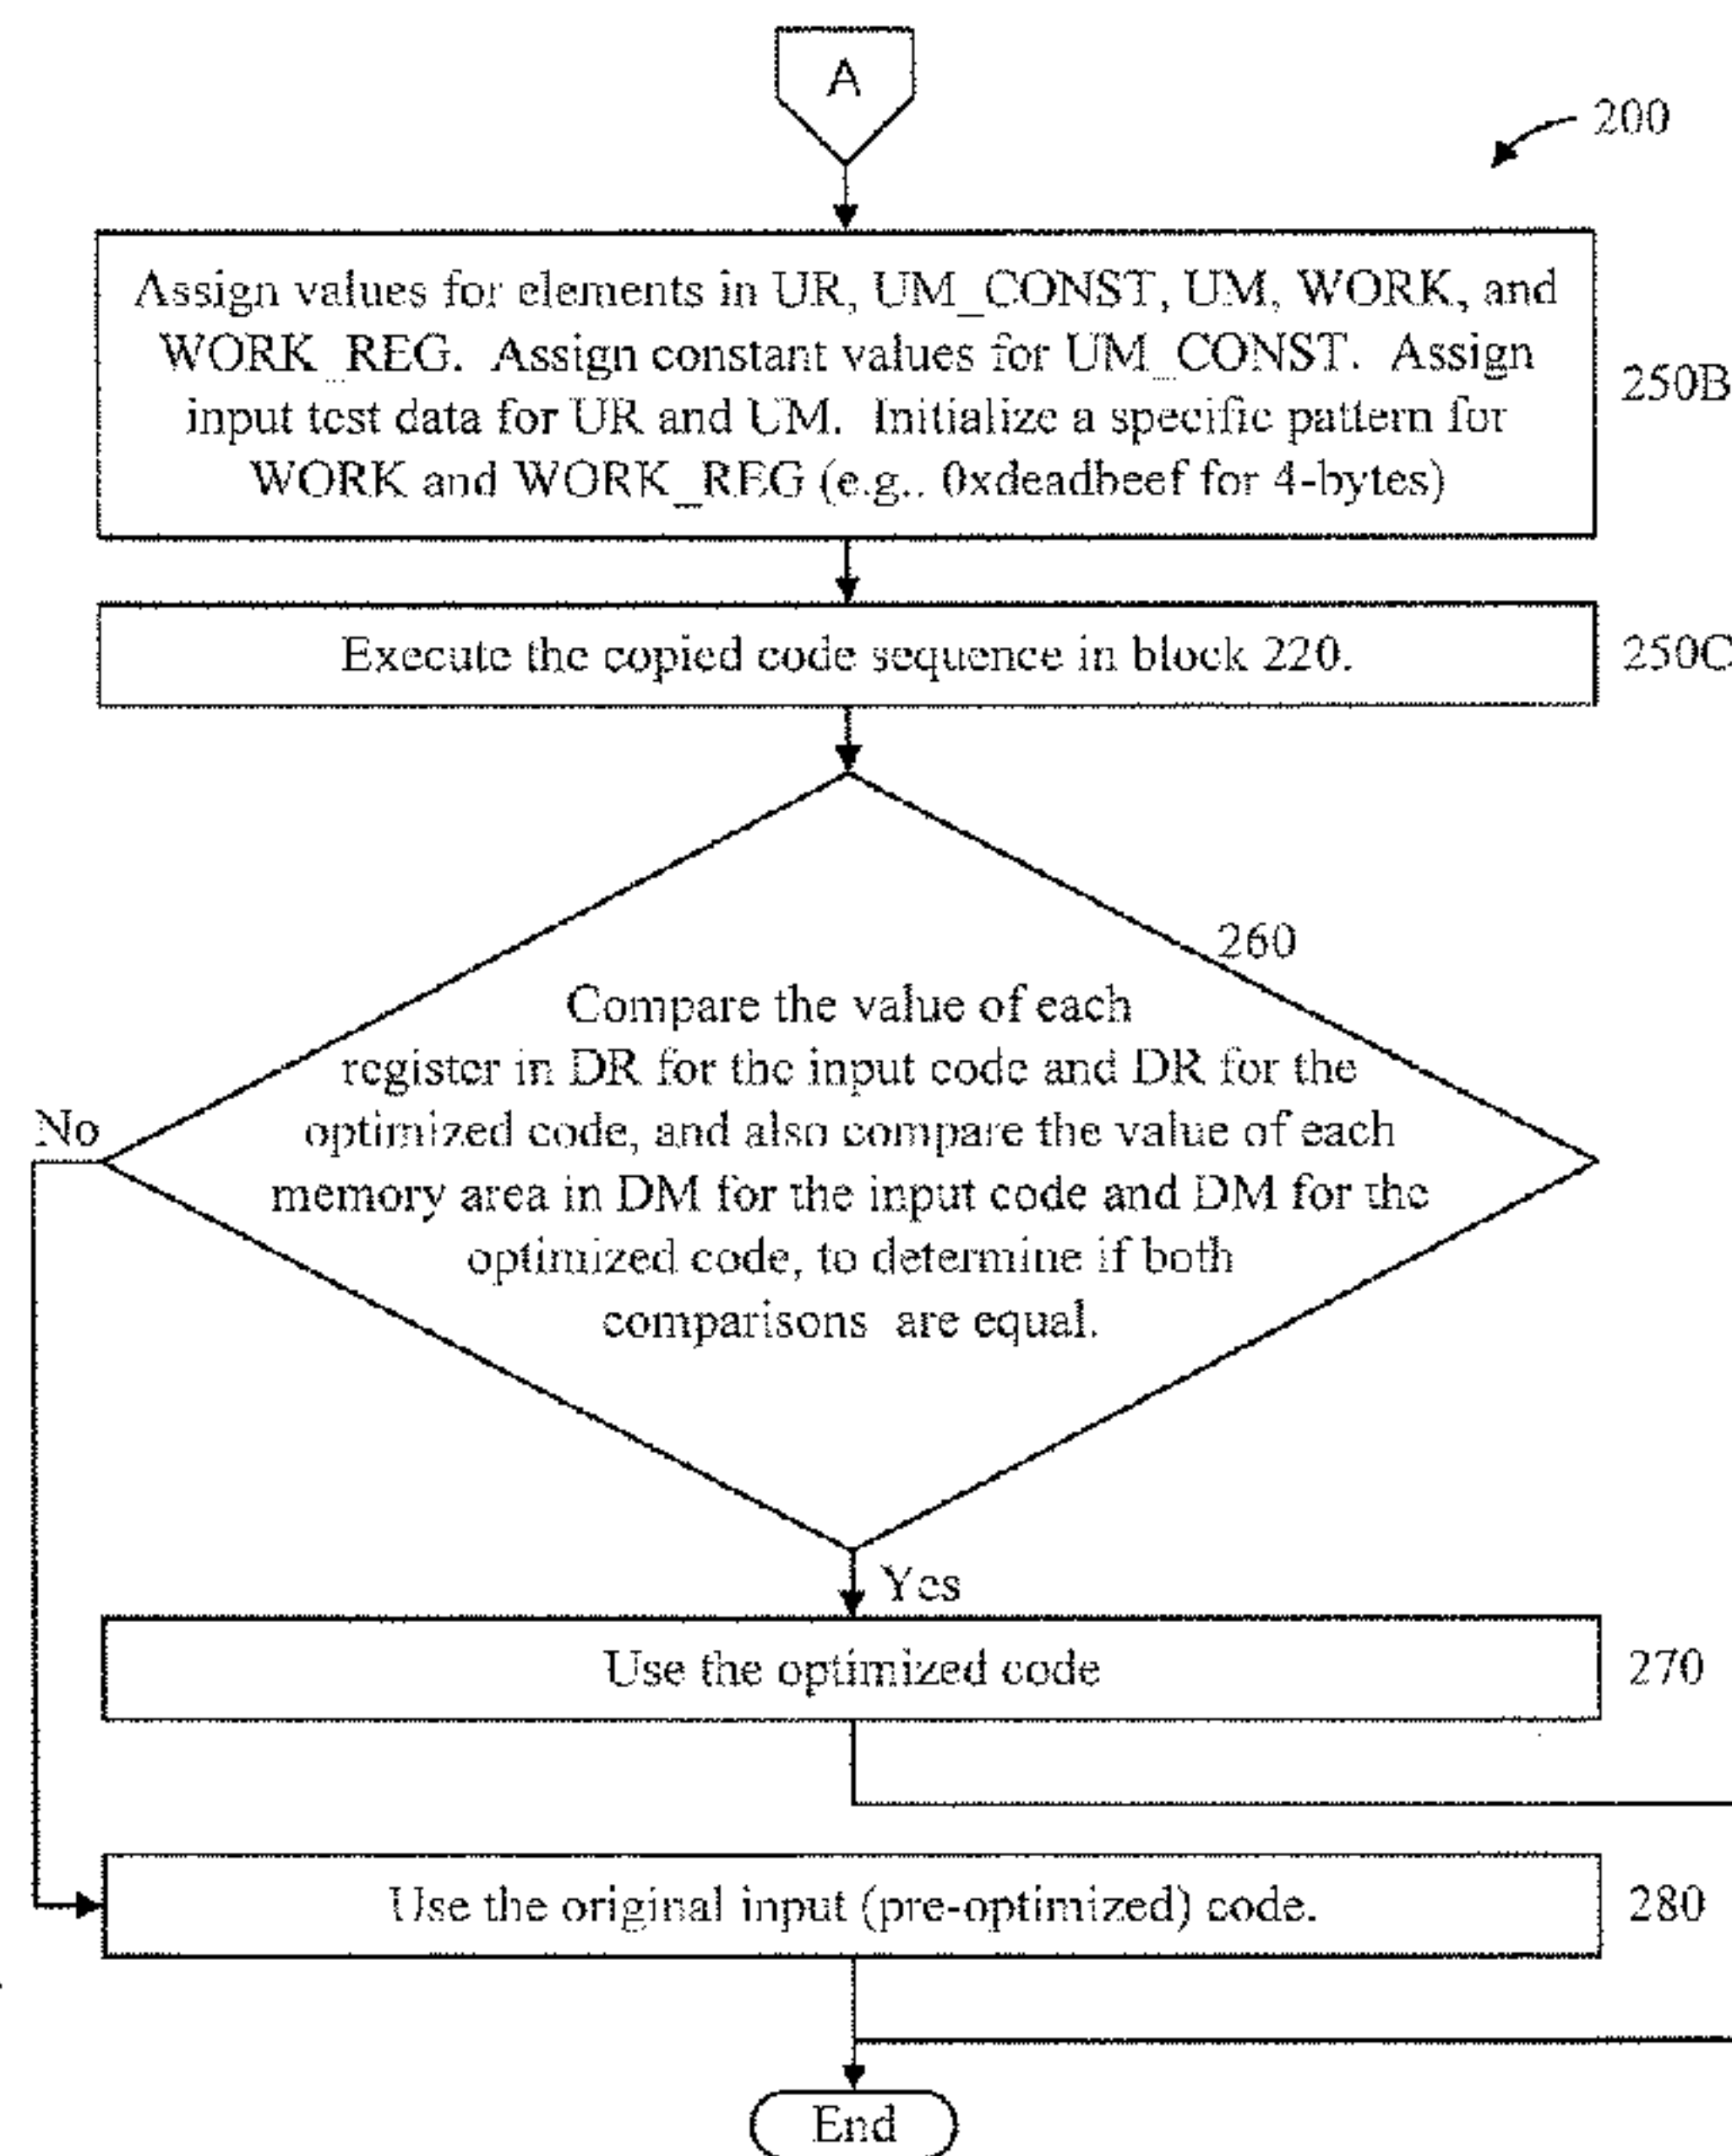 A
200
Assign values for elements in UR, UM_CONST, UM, WORK, and
WORK_REG. Assign constant values for UM_CONST. Assign
input test data for UR and UM. Initialize a specific pattern for
WORK and WORK_REG (e.g.. 0xdeadbeef for 4-bytes)
250B
Execute the copied code sequence in block 220.
250C
260
Compare the value of each
register in DR for the input code and DR for the
optimized code, and also compare the value of each
memory area in DM for the input code and DM for the
optimized code, to determine if both
comparisons are equal.
No
Yes
Use the optimized code
270
Use the original input (pre-optimized) code.
280
End